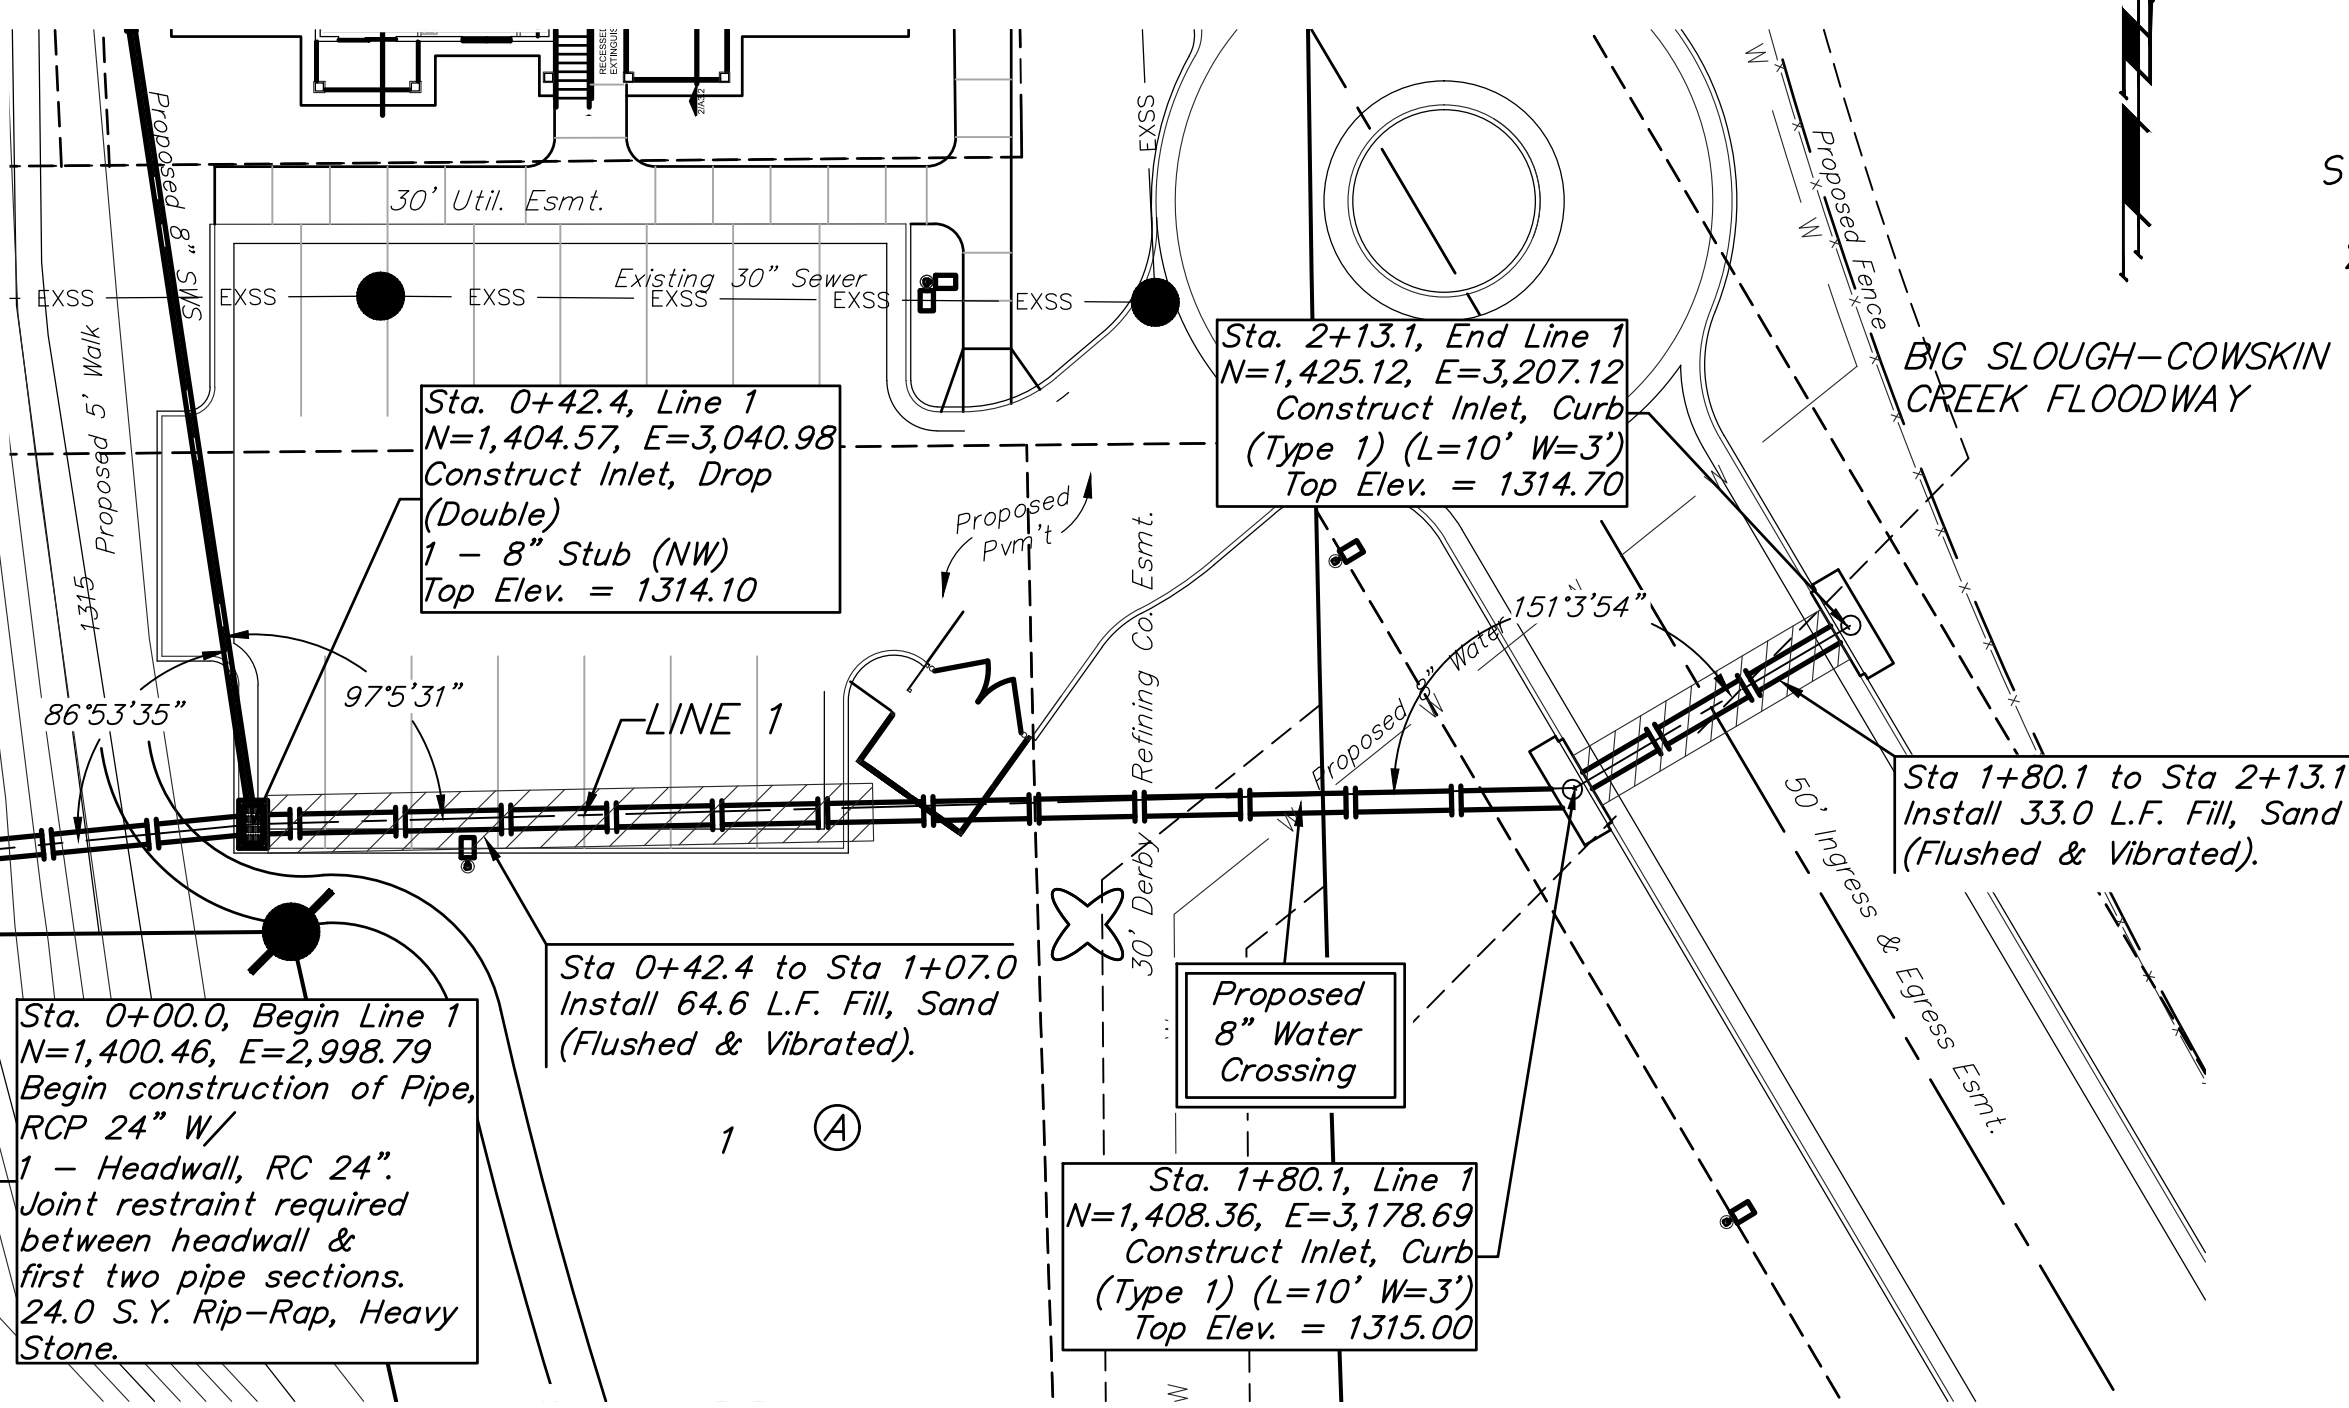 RECESSED
EXTINGUIS
2/A3.2
Proposed 8" SWS
30' Util. Esmt.
EXSS
W
Proposed Fence
W
S
Existing 30" Sewer
EXSS
EXSS
EXSS
EXSS
EXSS
EXSS
Proposed 5' Walk
1315
Sta. 0+42.4, Line 1
N=1,404.57, E=3,040.98
Construct Inlet, Drop
(Double)
1 - 8" Stub (NW)
Top Elev. = 1314.10
Sta. 2+13.1, End Line 1
N=1,425.12, E=3,207.12
Construct Inlet, Curb
(Type 1) (L=10' W=3')
Top Elev. = 1314.70
BIG SLOUGH-COWSKIN
CREEK FLOODWAY
Proposed
Pvm't
30' Derby Refining Co. Esmt.
Proposed 8" Water
W
W
151°3'54"
86°53'35"
97°5'31"
LINE 1
Sta 1+80.1 to Sta 2+13.1
Install 33.0 L.F. Fill, Sand
(Flushed & Vibrated).
50' Ingress & Egress Esmt.
Sta 0+42.4 to Sta 1+07.0
Install 64.6 L.F. Fill, Sand
(Flushed & Vibrated).
Proposed
8" Water
Crossing
Sta. 0+00.0, Begin Line 1
N=1,400.46, E=2,998.79
Begin construction of Pipe,
RCP 24" W/
1 - Headwall, RC 24".
Joint restraint required
between headwall &
first two pipe sections.
24.0 S.Y. Rip-Rap, Heavy
Stone.
1
A
Sta. 1+80.1, Line 1
N=1,408.36, E=3,178.69
Construct Inlet, Curb
(Type 1) (L=10' W=3')
Top Elev. = 1315.00
W